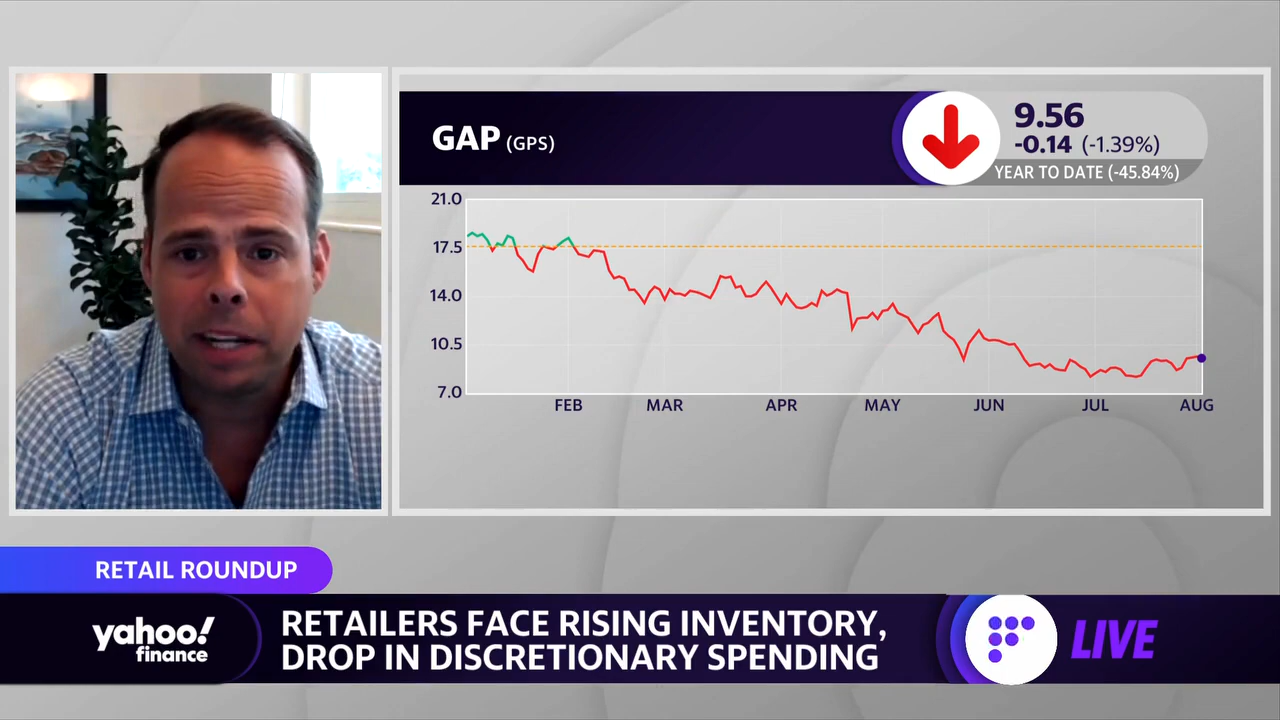 GAP (GPS)
9.56
-0.14 (-1.39%)
YEAR TO DATE (-45.84%)
21.0
17.5
14.0
10.5
7.0
FEB MAR APR MAY JUN JUL AUG
RETAIL ROUNDUP
yahoo!
finance
RETAILERS FACE RISING INVENTORY,
DROP IN DISCRETIONARY SPENDING
LIVE